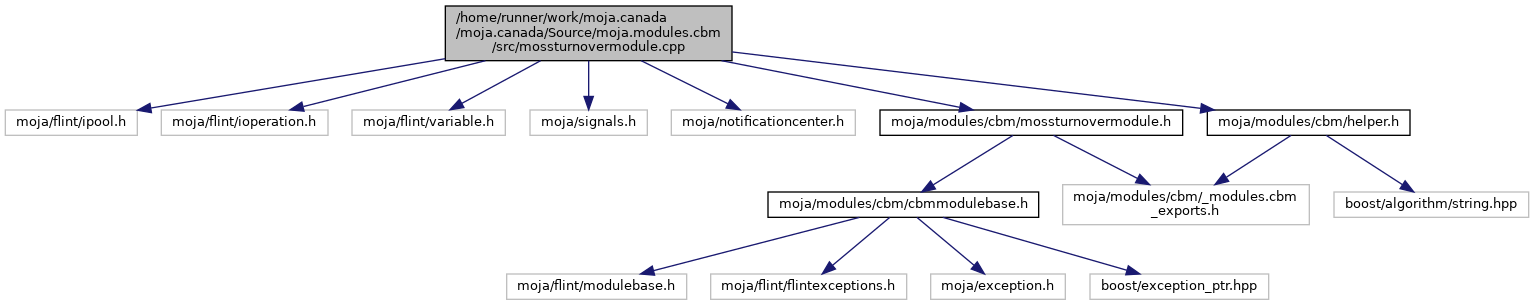 /home/runner/work/moja.canada
/moja.canada/Source/moja.modules.cbm
/src/mossturnovermodule.cpp
moja/flint/ipool.h
moja/flint/ioperation.h
moja/flint/variable.h
moja/signals.h
moja/notificationcenter.h
moja/modules/cbm/mossturnovermodule.h
moja/modules/cbm/helper.h
moja/modules/cbm/cbmmodulebase.h
moja/modules/cbm/_modules.cbm
_exports.h
boost/algorithm/string.hpp
moja/flint/modulebase.h
moja/flint/flintexceptions.h
moja/exception.h
boost/exception_ptr.hpp